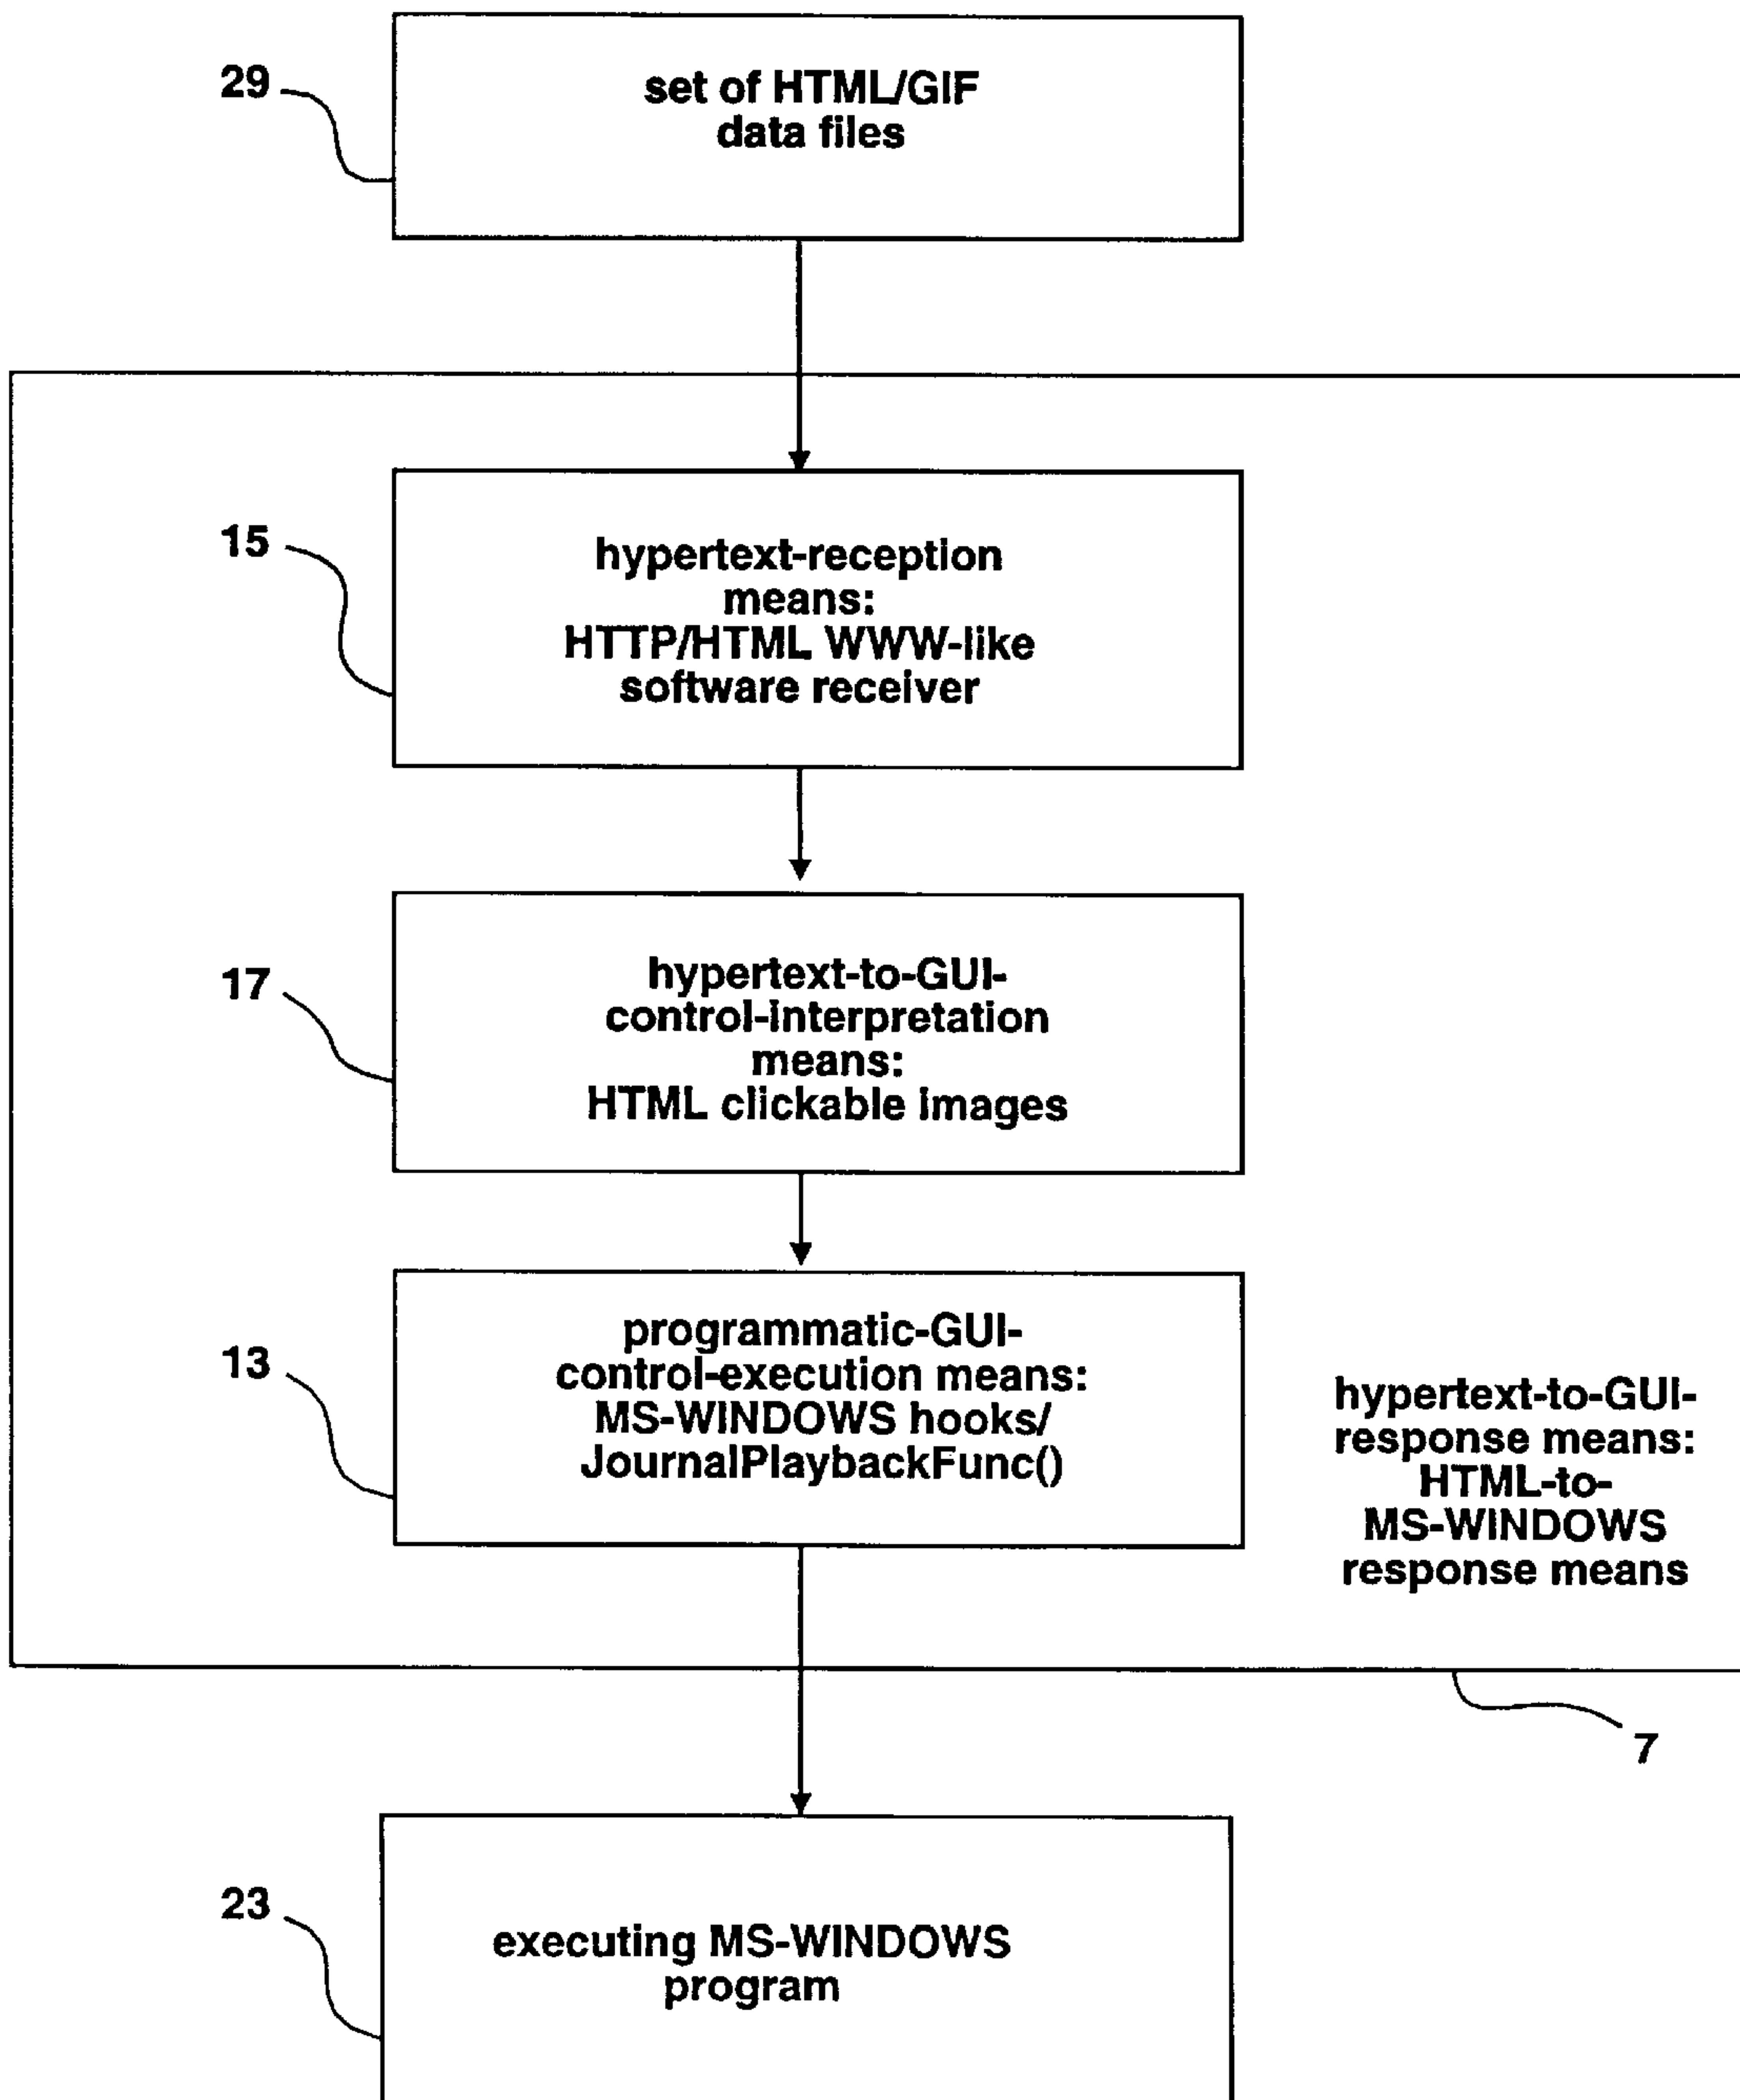 29
set of HTML/GIF
data files
15
hypertext-reception
means:
HTTP/HTML WWW-like
software receiver
17
hypertext-to-GUI-
control-interpretation
means:
HTML clickable images
13
programmatic-GUI-
control-execution means:
MS-WINDOWS hooks/
JournalPlaybackFunc()
hypertext-to-GUI-
response means:
HTML-to-
MS-WINDOWS
response means
7
23
executing MS-WINDOWS
program